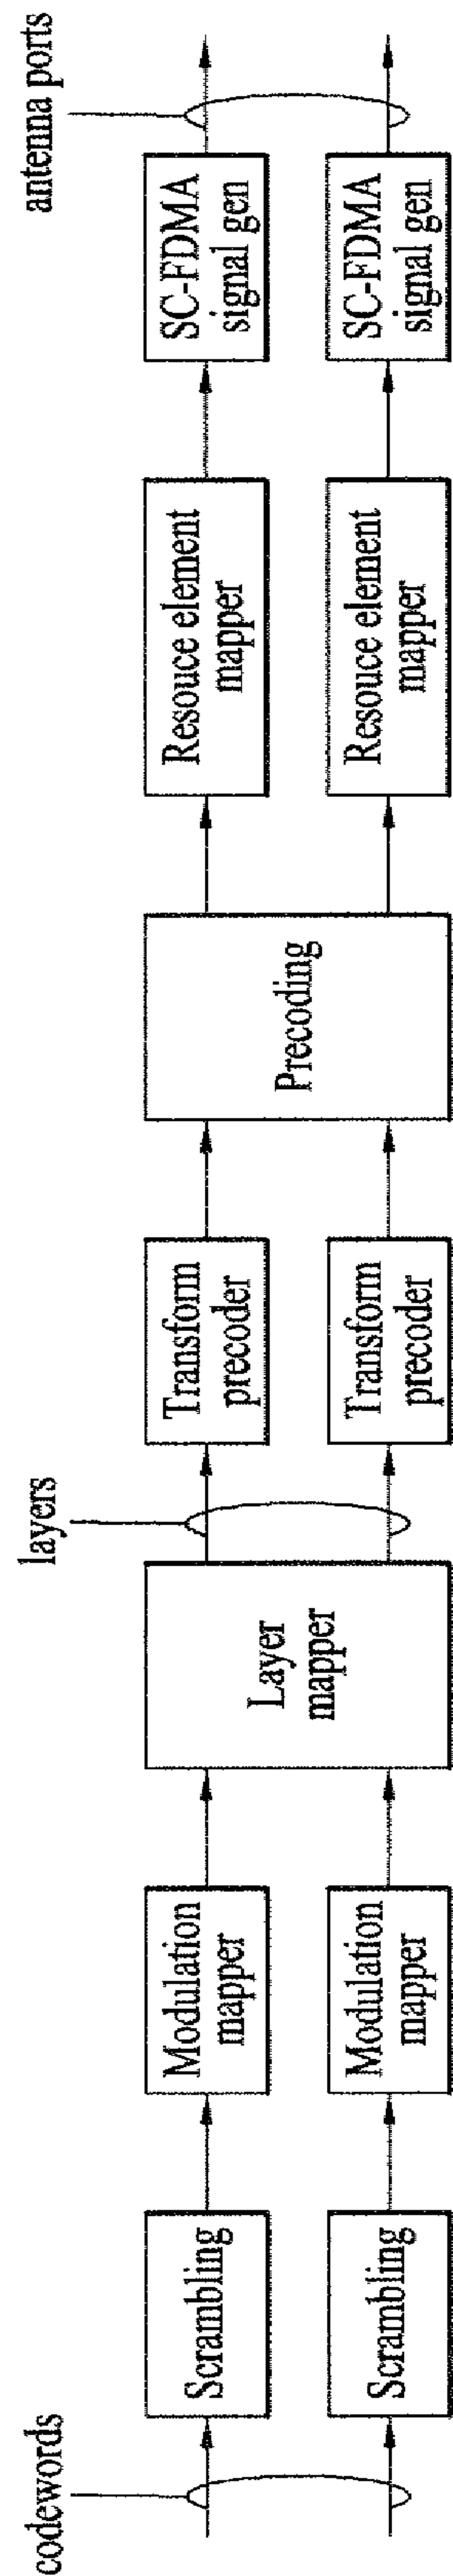 codewords
Scrambling
Scrambling
Modulation
mapper
Modulation
mapper
Layer
mapper
layers
Transform
precoder
Transform
precoder
Precoding
Resouce element
mapper
Resouce element
mapper
SC-FDMA
signal gen
SC-FDMA
signal gen
antenna ports